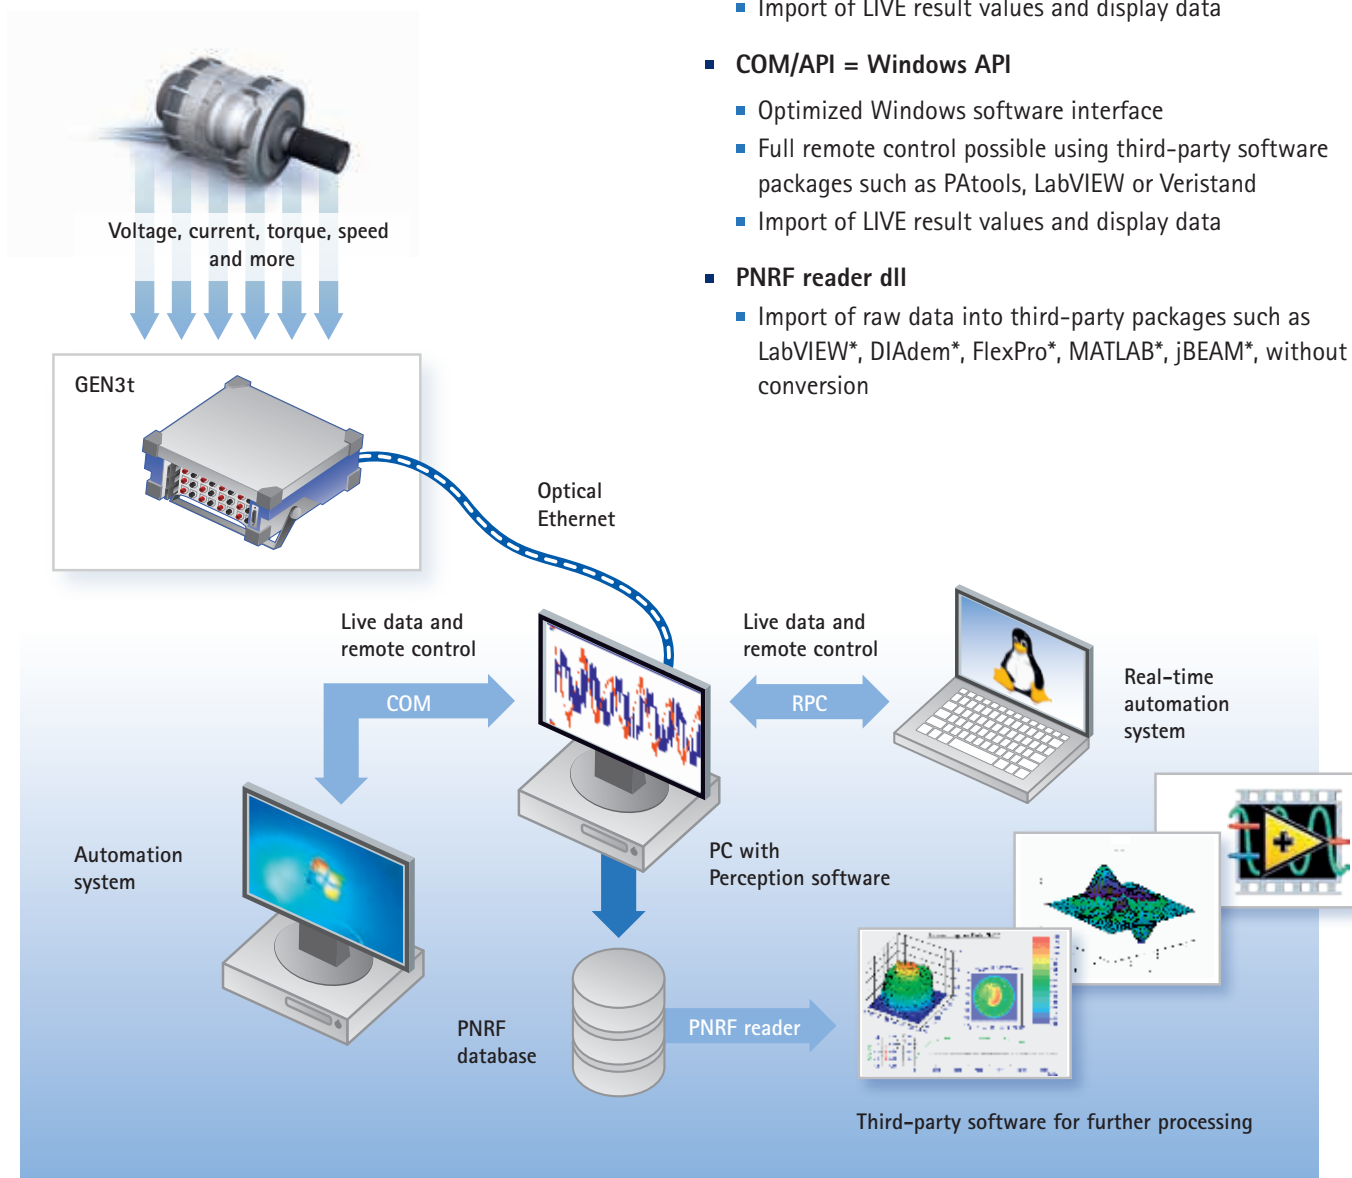 Import of LIVE result values and display data
COM/API = Windows API
Optimized Windows software interface
Full remote control possible using third-party software
packages such as PAtools, LabVIEW or Veristand
Import of LIVE result values and display data
PNRF reader dll
Import of raw data into third-party packages such as
LabVIEW*, DIAdem*, FlexPro*, MATLAB*, jBEAM*, without
conversion
Voltage, current, torque, speed
and more
GEN3t
Optical
Ethernet
Live data and
remote control
COM
Live data and
remote control
RPC
Real-time
automation
system
Automation
system
PC with
Perception software
PNRF
database
PNRF reader
Third-party software for further processing